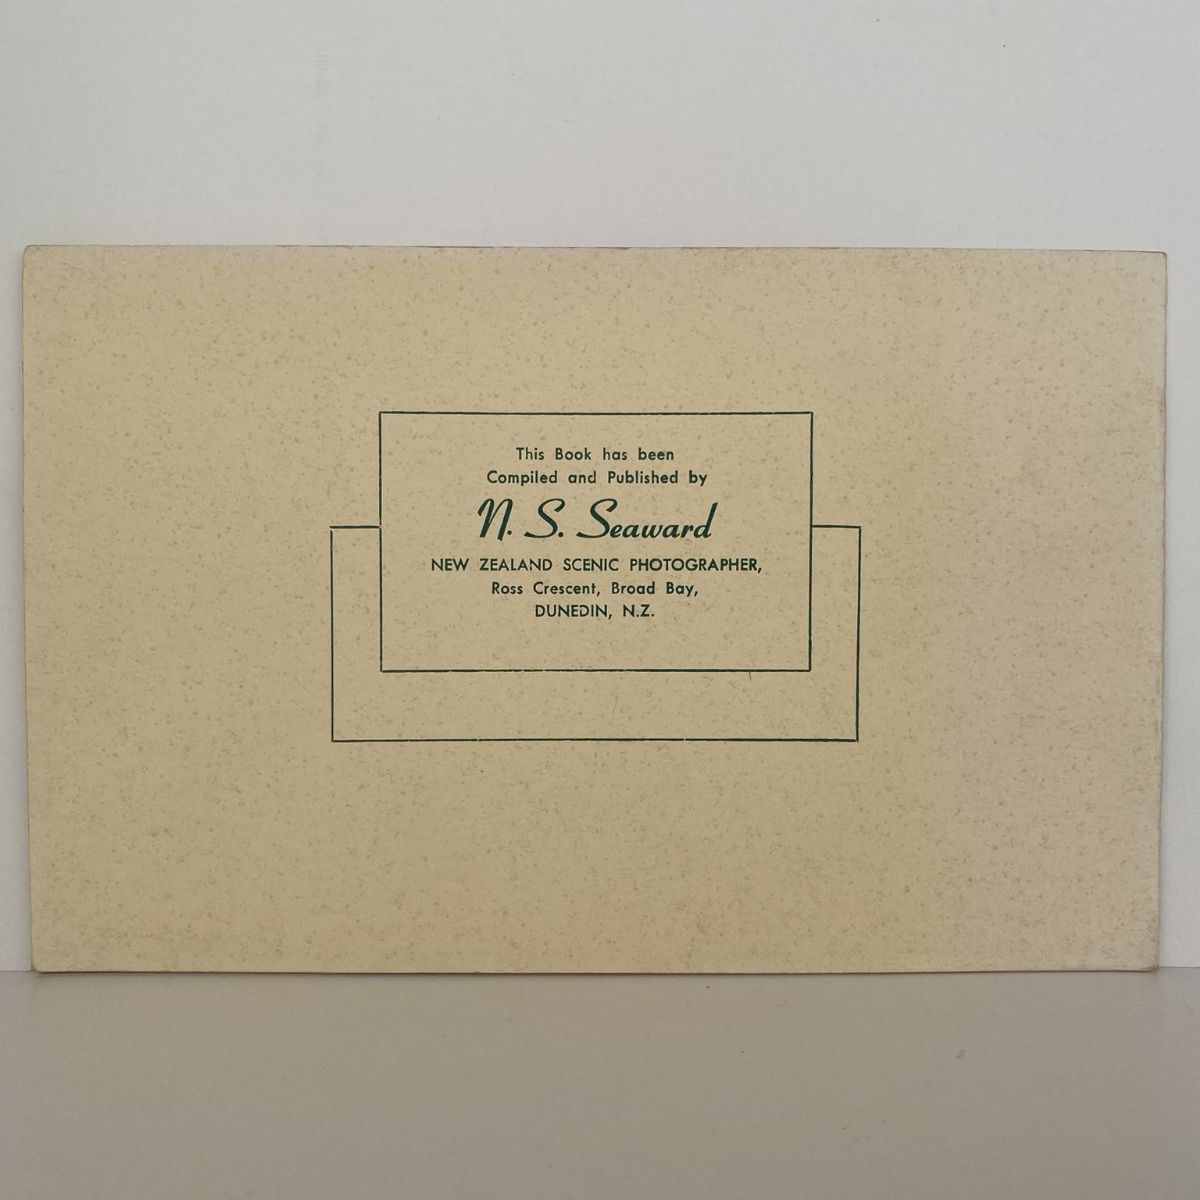 This Book has been
Compiled and Published by
N. S. Seaward
NEW ZEALAND SCENIC PHOTOGRAPHER,
Ross Crescent, Broad Bay,
DUNEDIN, N.Z.